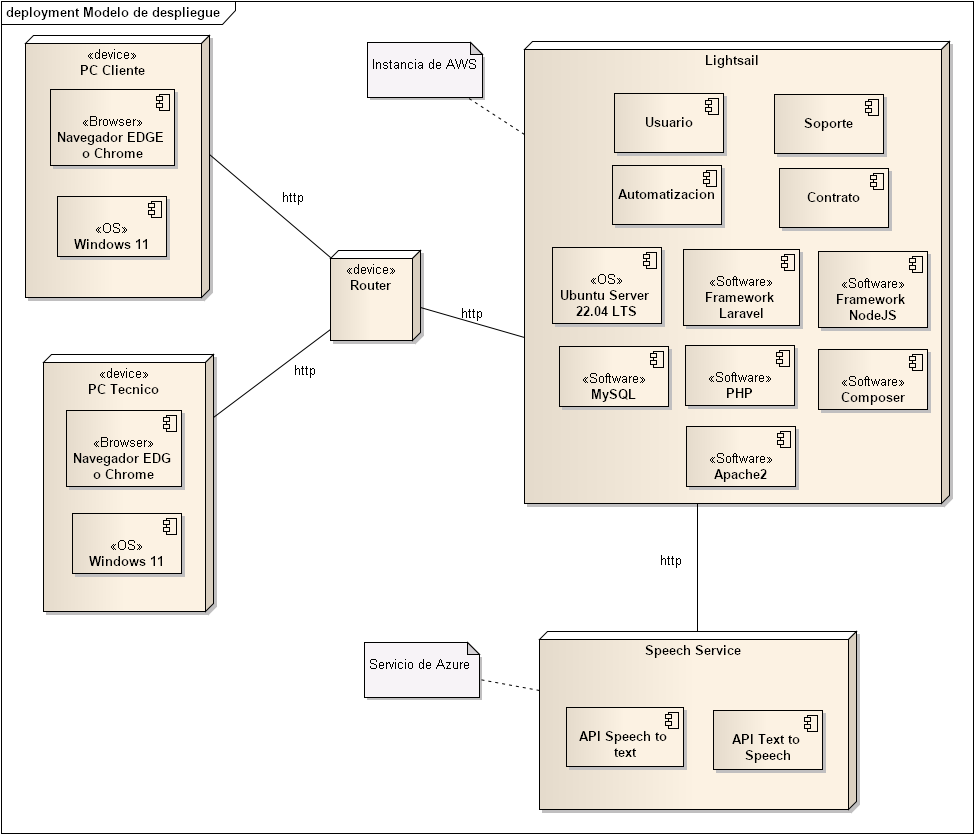 deployment Modelo de despliegue
«device»
PC Cliente
«Browser»
Navegador EDGE
o Chrome
«OS»
Windows 11
http
Instancia de AWS
Lightsail
Usuario
Soporte
Automatizacion
Contrato
«OS»
Ubuntu Server
22.04 LTS
«Software»
Framework
Laravel
«Software»
Framework
NodeJS
«Software»
MySQL
«Software»
PHP
«Software»
Composer
«Software»
Apache2
«device»
Router
http
http
«device»
PC Tecnico
«Browser»
Navegador EDG
o Chrome
«OS»
Windows 11
http
Servicio de Azure
Speech Service
API Speech to
text
API Text to
Speech